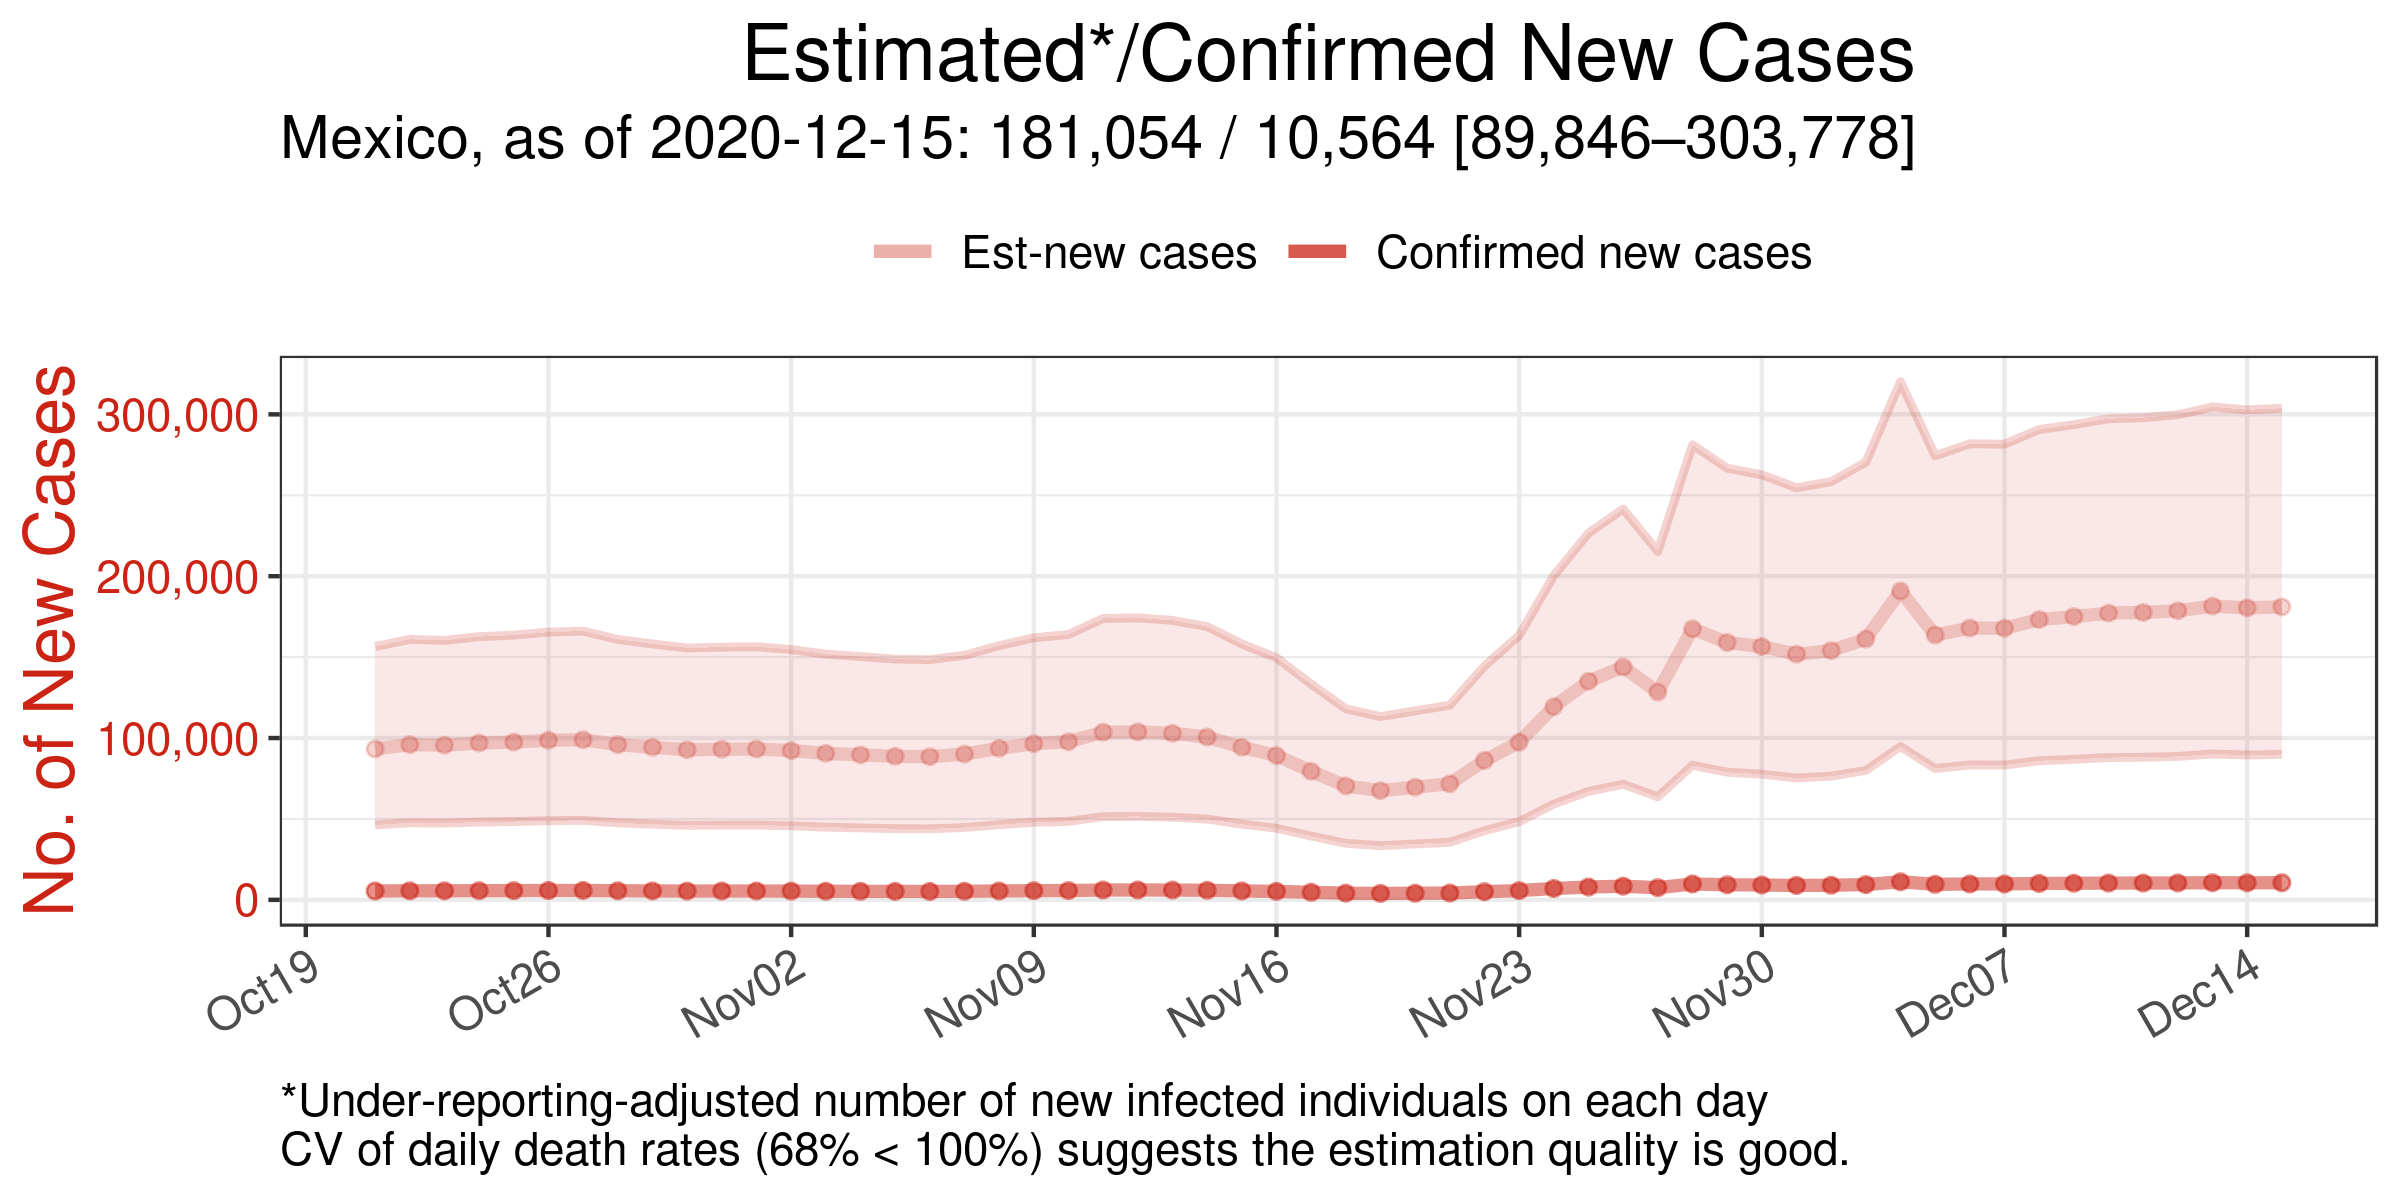 Estimated*/Confirmed New Cases
Mexico, as of 2020-12-15: 181,054 / 10,564 [89,846–303,778]
Est-new cases
Confirmed new cases
No. of New Cases
300,000
200,000
100,000
0
Oct19
Oct26
Nov02
Nov09
Nov16
Nov23
Nov30
Dec07
Dec14
*Under-reporting-adjusted number of new infected individuals on each day
CV of daily death rates (68% < 100%) suggests the estimation quality is good.